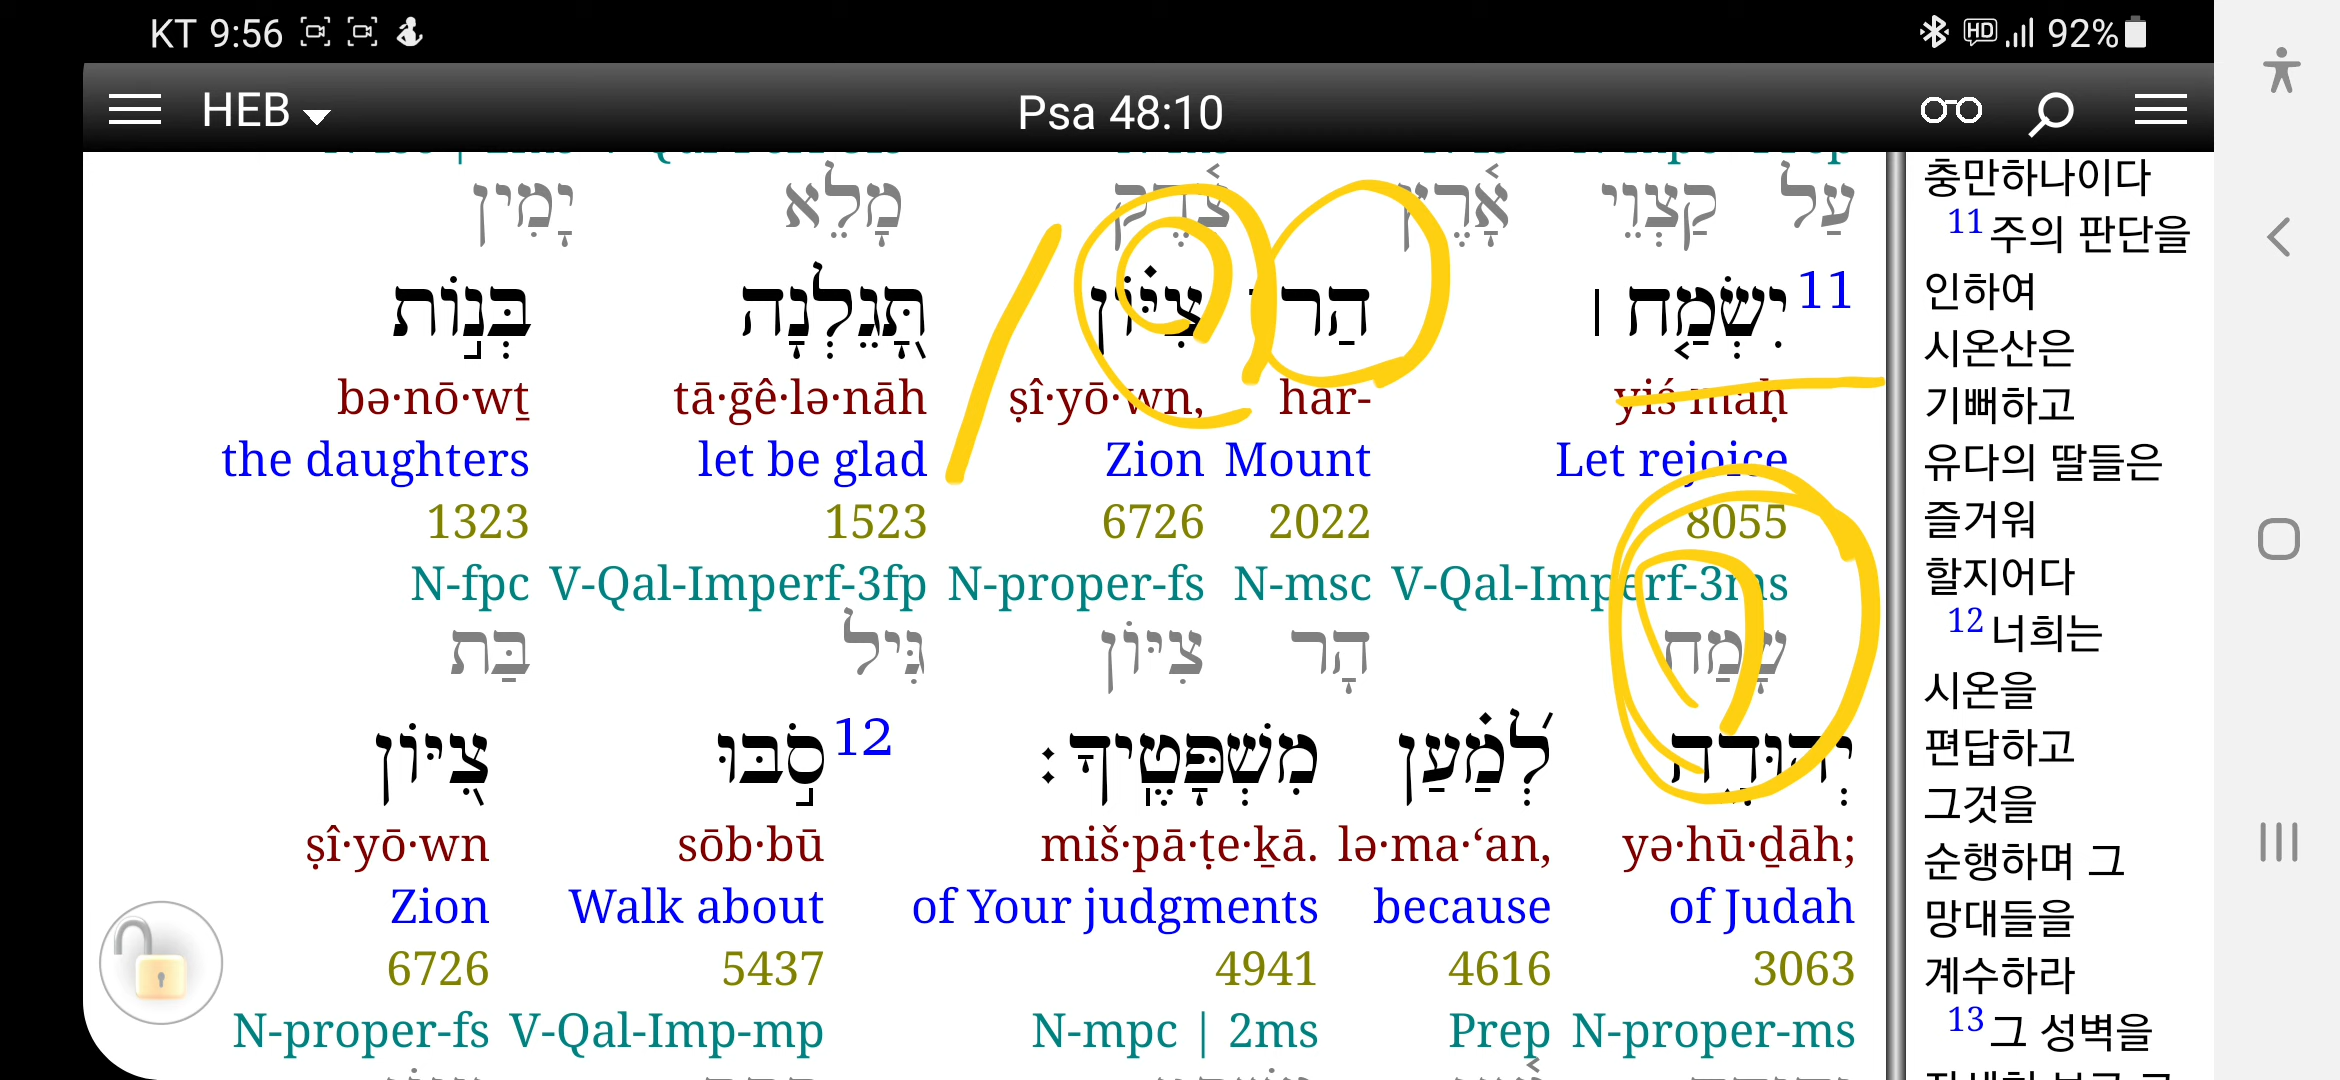 KT 9:56 92%
HEB Psa 48:10
עַל קַצְוֵי אָ֫רֶץ צֶ֫דֶק מָלֵא יָמִין
11 יִשְׂמַ֤ח ׀ הַר־ צִיּ֗וֹן תָּ֭גֵלְנָה בְּנ֣וֹת
yiś·maḥ har- ṣî·yō·wn, tā·ḡê·lə·nāh bə·nō·wṯ
Let rejoice Mount Zion let be glad the daughters
8055 2022 6726 1523 1323
V-Qal-Imperf-3ms N-msc N-proper-fs V-Qal-Imperf-3fp N-fpc
שָׂמַח הָר צִיּוֹן גִּיל בַּת
יְהוּדָ֑ה לְ֝מַ֗עַן מִשְׁפָּטֶֽיךָ׃ 12 סֹ֣בּוּ צִ֭יּוֹן
yə·hū·ḏāh; lə·ma·‘an, miš·pā·ṭe·ḵā. sōb·bū ṣî·yō·wn
of Judah because of Your judgments Walk about Zion
3063 4616 4941 5437 6726
N-proper-ms Prep N-mpc | 2ms V-Qal-Imp-mp N-proper-fs
충만하나이다
11 주의 판단을
인하여
시온산은
기뻐하고
유다의 딸들은
즐거워
할지어다
12 너희는
시온을
편답하고
그것을
순행하며 그
망대들을
계수하라
13 그 성벽을